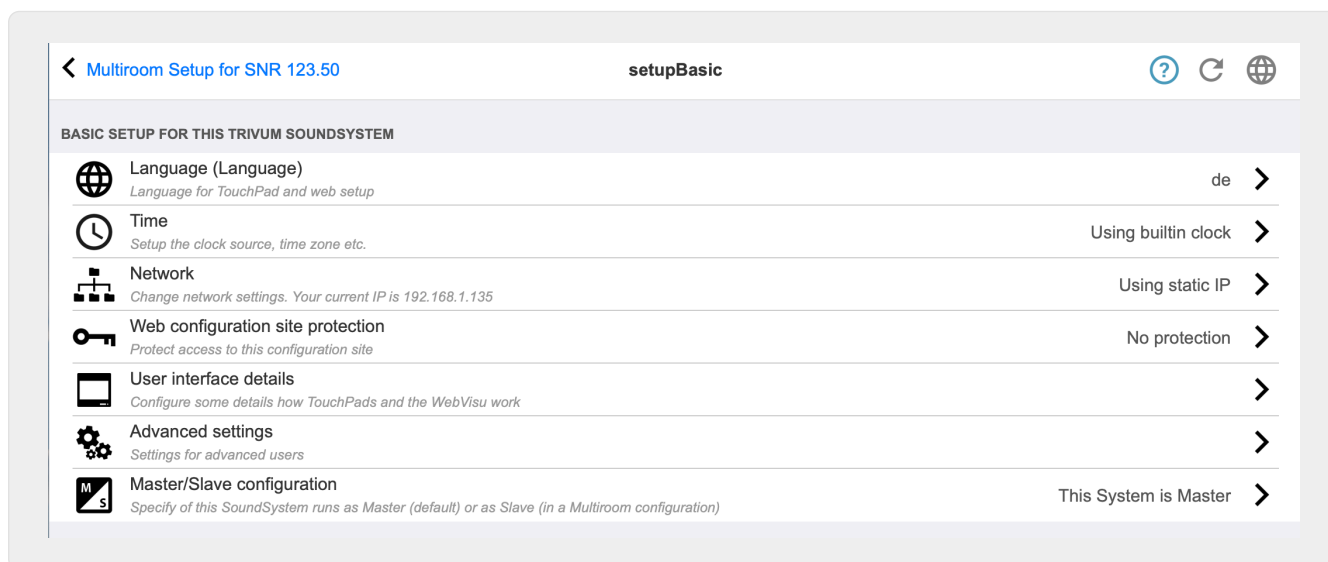 Multiroom Setup for SNR 123.50
setupBasic
?
BASIC SETUP FOR THIS TRIVUM SOUNDSYSTEM
Language (Language)
Language for TouchPad and web setup
de
Time
Setup the clock source, time zone etc.
Using builtin clock
Network
Change network settings. Your current IP is 192.168.1.135
Using static IP
Web configuration site protection
Protect access to this configuration site
No protection
User interface details
Configure some details how TouchPads and the WebVisu work
Advanced settings
Settings for advanced users
M
S
Master/Slave configuration
Specify of this SoundSystem runs as Master (default) or as Slave (in a Multiroom configuration)
This System is Master